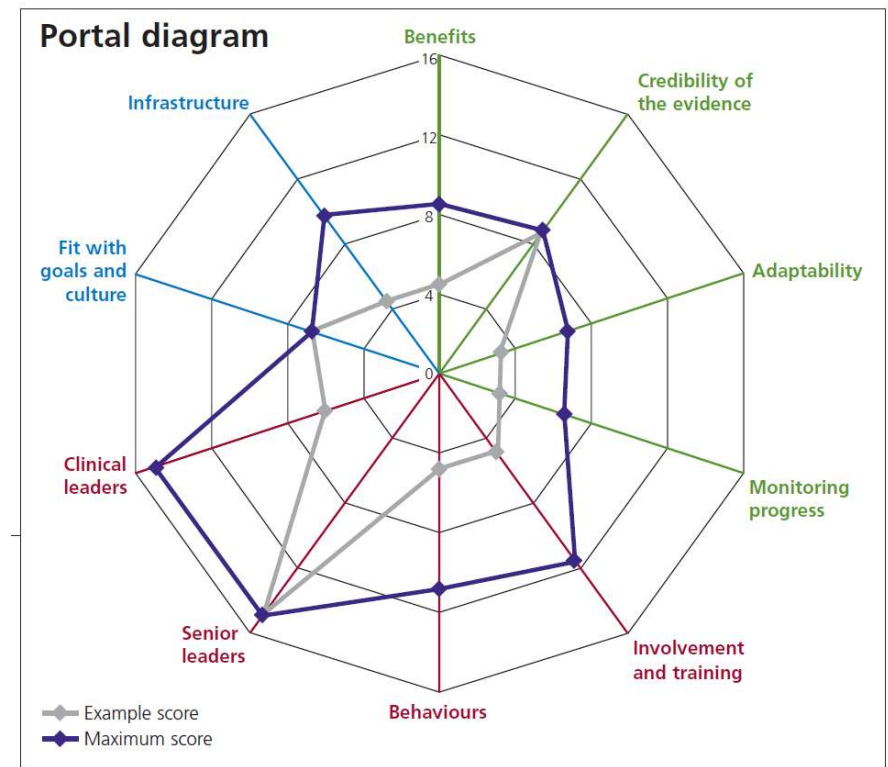 Portal diagram
Benefits
16
12
8
4
0
Credibility of
the evidence
Adaptability
Monitoring
progress
Involvement
and training
Behaviours
Senior
leaders
Clinical
leaders
Fit with
goals and
culture
Infrastructure
Example score
Maximum score